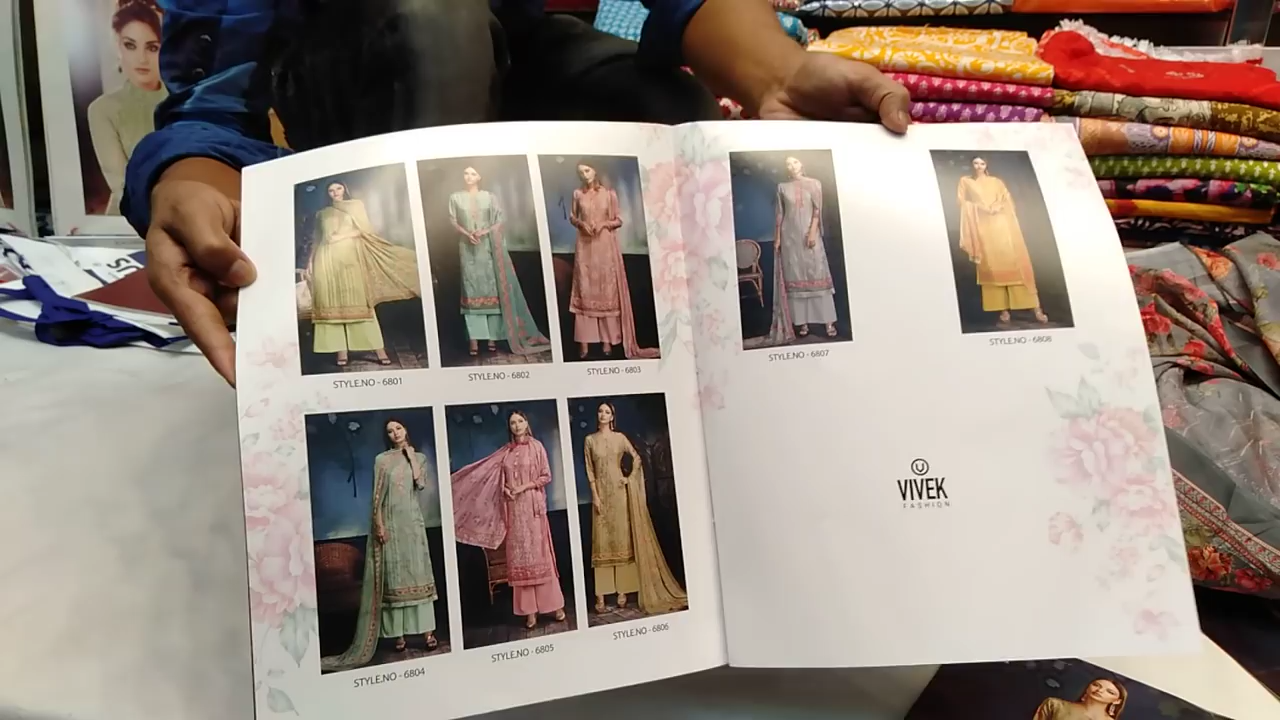 STYLE.NO - 6801
STYLE.NO - 6802
STYLE.NO - 6803
STYLE.NO - 6804
STYLE.NO - 6805
STYLE.NO - 6806
STYLE.NO - 6807
STYLE.NO - 6808
VIVEK
FASHION